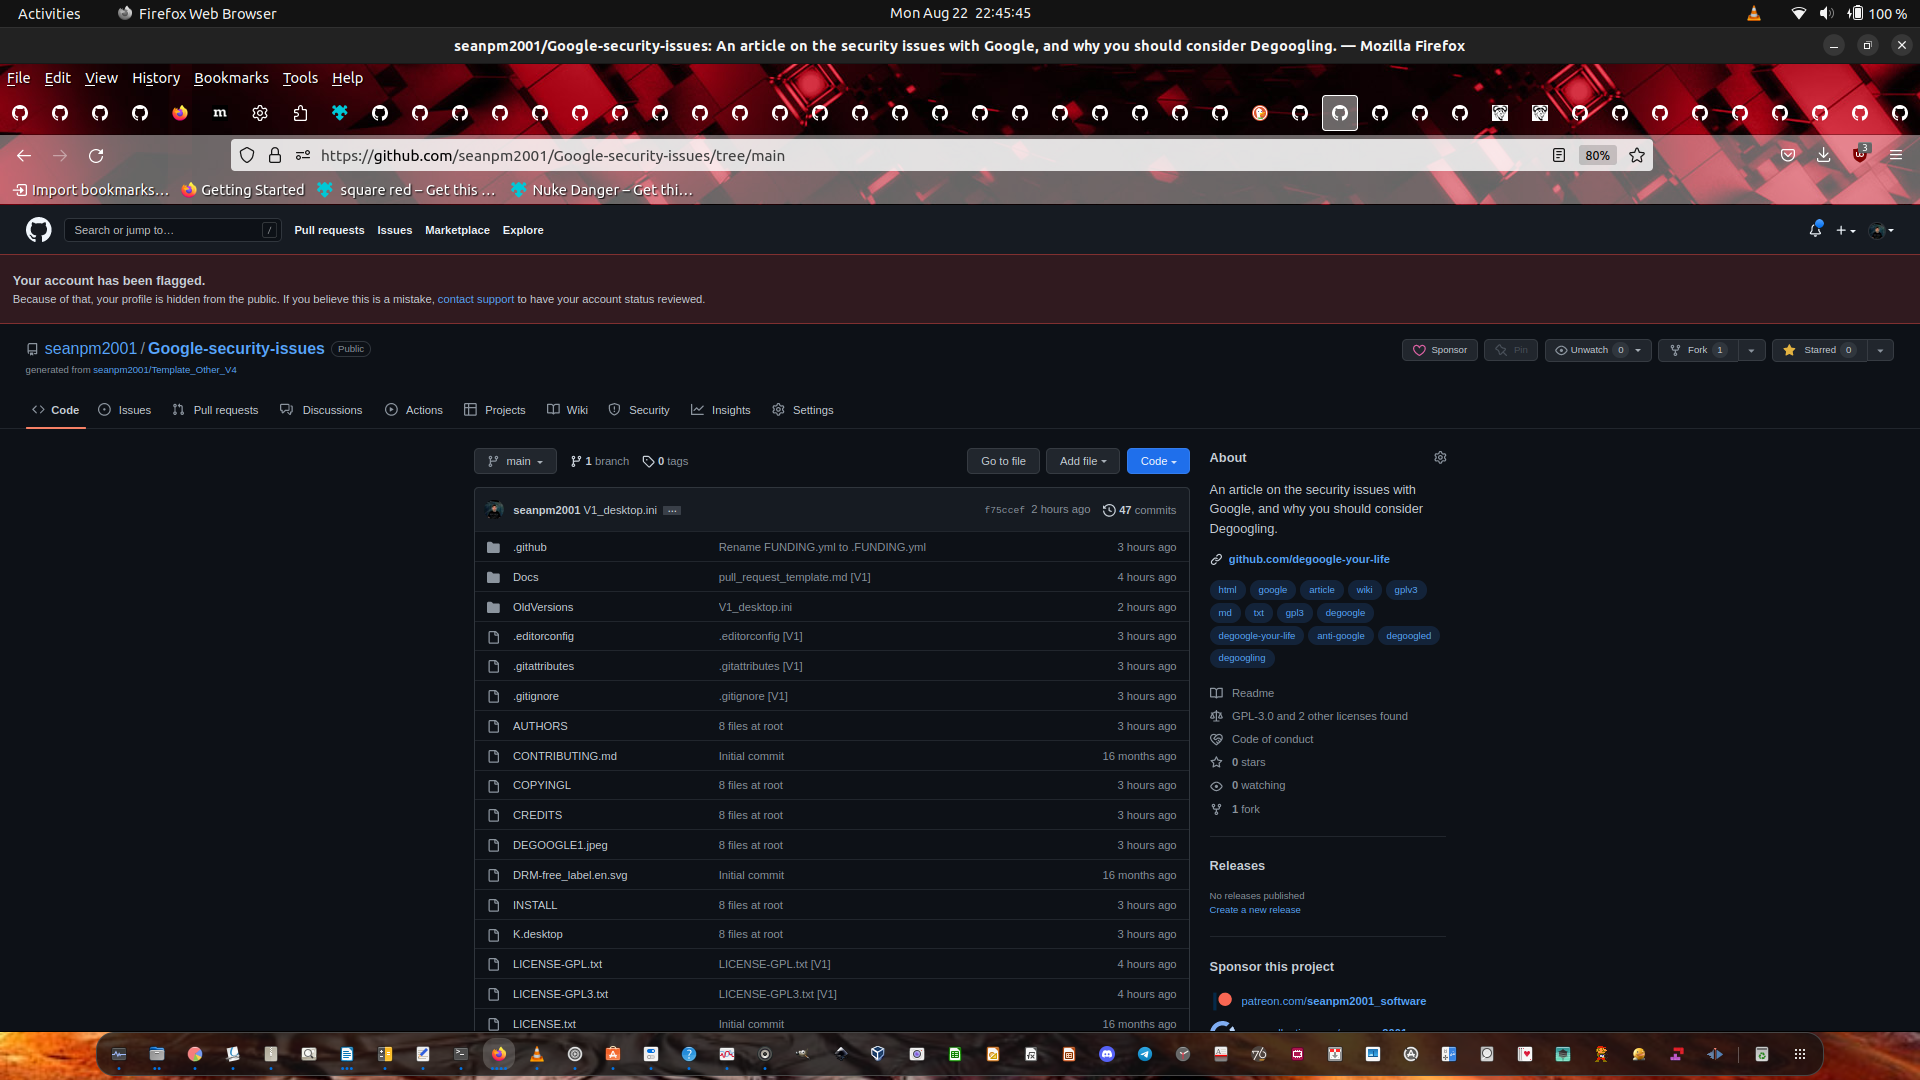 Activities
Firefox Web Browser
Mon Aug 22 22:45:45
100 %
seanpm2001/Google-security-issues: An article on the security issues with Google, and why you should consider Degoogling. — Mozilla Firefox
File Edit View History Bookmarks Tools Help
https://github.com/seanpm2001/Google-security-issues/tree/main
80%
3
Import bookmarks…
Getting Started
square red – Get this …
Nuke Danger – Get thi…
Search or jump to…
/
Pull requests Issues Marketplace Explore
Your account has been flagged.
Because of that, your profile is hidden from the public. If you believe this is a mistake, contact support to have your account status reviewed.
seanpm2001 / Google-security-issues Public
generated from seanpm2001/Template_Other_V4
Sponsor
Pin
Unwatch 0
Fork 1
Starred 0
Code
Issues
Pull requests
Discussions
Actions
Projects
Wiki
Security
Insights
Settings
main
1 branch
0 tags
Go to file
Add file
Code
seanpm2001 V1_desktop.ini …
f75ccef 2 hours ago
47 commits
.github Rename FUNDING.yml to .FUNDING.yml 3 hours ago
Docs pull_request_template.md [V1] 4 hours ago
OldVersions V1_desktop.ini 2 hours ago
.editorconfig .editorconfig [V1] 3 hours ago
.gitattributes .gitattributes [V1] 3 hours ago
.gitignore .gitignore [V1] 3 hours ago
AUTHORS 8 files at root 3 hours ago
CONTRIBUTING.md Initial commit 16 months ago
COPYINGL 8 files at root 3 hours ago
CREDITS 8 files at root 3 hours ago
DEGOOGLE1.jpeg 8 files at root 3 hours ago
DRM-free_label.en.svg Initial commit 16 months ago
INSTALL 8 files at root 3 hours ago
K.desktop 8 files at root 3 hours ago
LICENSE-GPL.txt LICENSE-GPL.txt [V1] 4 hours ago
LICENSE-GPL3.txt LICENSE-GPL3.txt [V1] 4 hours ago
LICENSE.txt Initial commit 16 months ago
About
An article on the security issues with
Google, and why you should consider
Degoogling.
github.com/degoogle-your-life
html google article wiki gplv3
md txt gpl3 degoogle
degoogle-your-life anti-google degoogled
degoogling
Readme
GPL-3.0 and 2 other licenses found
Code of conduct
0 stars
0 watching
1 fork
Releases
No releases published
Create a new release
Sponsor this project
patreon.com/seanpm2001_software